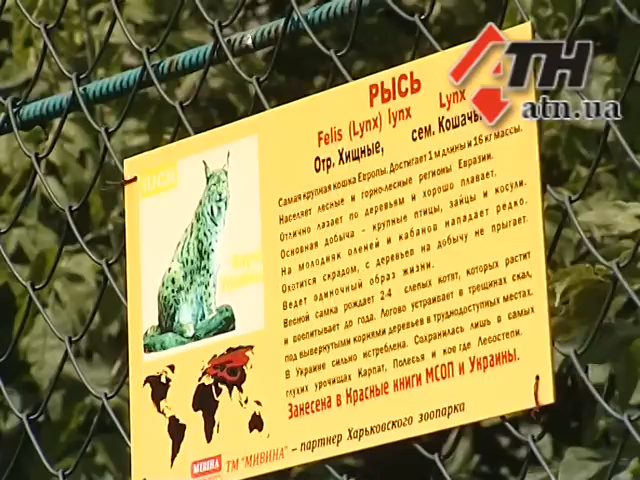 АТН
atn.ua
РЫСЬ
Felis (Lynx) lynx Lynx
Отр. Хищные, сем. Кошачьи
Самая крупная кошка Европы. Достигает 1 м длины и 16 кг массы.
Населяет лесные и горно-лесные регионы Евразии.
Отлично лазает по деревьям и хорошо плавает.
Основная добыча - крупные птицы, зайцы и косули.
На молодняк оленей и кабанов нападает редко.
Охотится скрадом, с деревьев на добычу не прыгает.
Ведет одиночный образ жизни.
Весной самка рождает 2-4 слепых котят, которых растит
и воспитывает до года. Логово устраивает в трещинах скал,
под вывернутыми корнями деревьев в труднодоступных местах.
В Украине сильно истреблена. Сохранилась лишь в самых
глухих урочищах Карпат, Полесья и кое где Лесостепи.
Занесена в Красные книги МСОП и Украины.
IUCN
МІВІНА ТМ "МИВИНА" – партнер Харьковского зоопарка